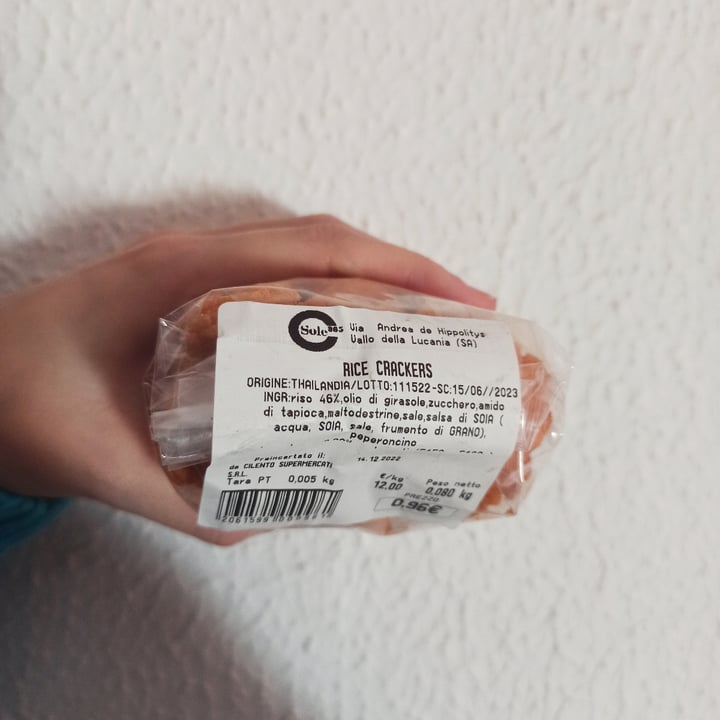 Sole 365 Via Andrea de Hippolytis
Vallo della Lucania (SA)
RICE CRACKERS
ORIGINE:THAILANDIA/LOTTO:111522-SC:15/06//2023
INGR:riso 46%,olio di girasole,zucchero,amido
di tapioca,maltodestrine,sale,salsa di SOIA (
acqua, SOIA, sale, frumento di GRANO),
peperoncino
Preincartato il: 14.12.2022
da CILENTO SUPERMERCATI
S.R.L.
Tara PT 0,005 kg
€/kg Peso netto
12.00 0,080 kg
PREZZO
0.96€